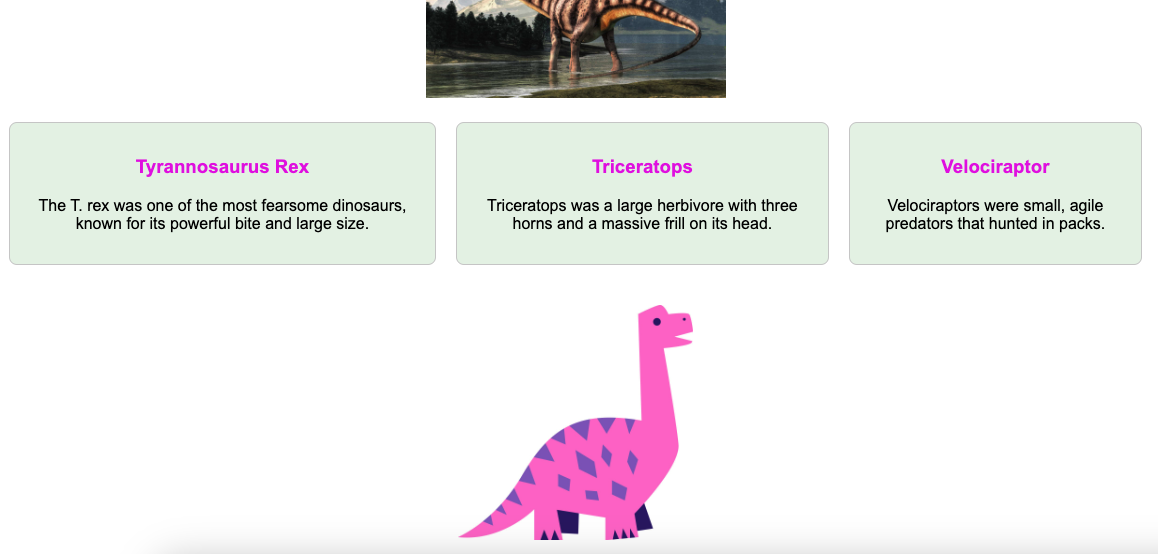 Tyrannosaurus Rex
The T. rex was one of the most fearsome dinosaurs,
known for its powerful bite and large size.
Triceratops
Triceratops was a large herbivore with three
horns and a massive frill on its head.
Velociraptor
Velociraptors were small, agile
predators that hunted in packs.